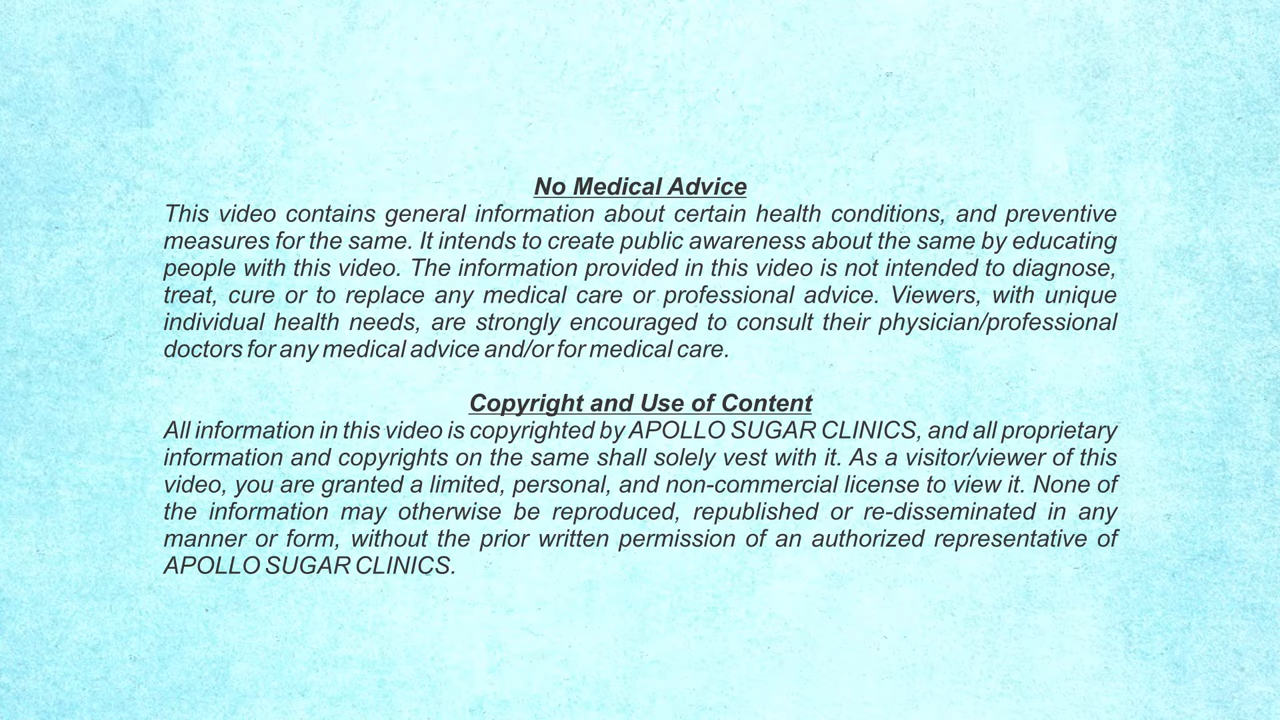 No Medical Advice
This video contains general information about certain health conditions, and preventive
measures for the same. It intends to create public awareness about the same by educating
people with this video. The information provided in this video is not intended to diagnose,
treat, cure or to replace any medical care or professional advice. Viewers, with unique
individual health needs, are strongly encouraged to consult their physician/professional
doctors for any medical advice and/or for medical care.
Copyright and Use of Content
All information in this video is copyrighted by APOLLO SUGAR CLINICS, and all proprietary
information and copyrights on the same shall solely vest with it. As a visitor/viewer of this
video, you are granted a limited, personal, and non-commercial license to view it. None of
the information may otherwise be reproduced, republished or re-disseminated in any
manner or form, without the prior written permission of an authorized representative of
APOLLO SUGAR CLINICS.